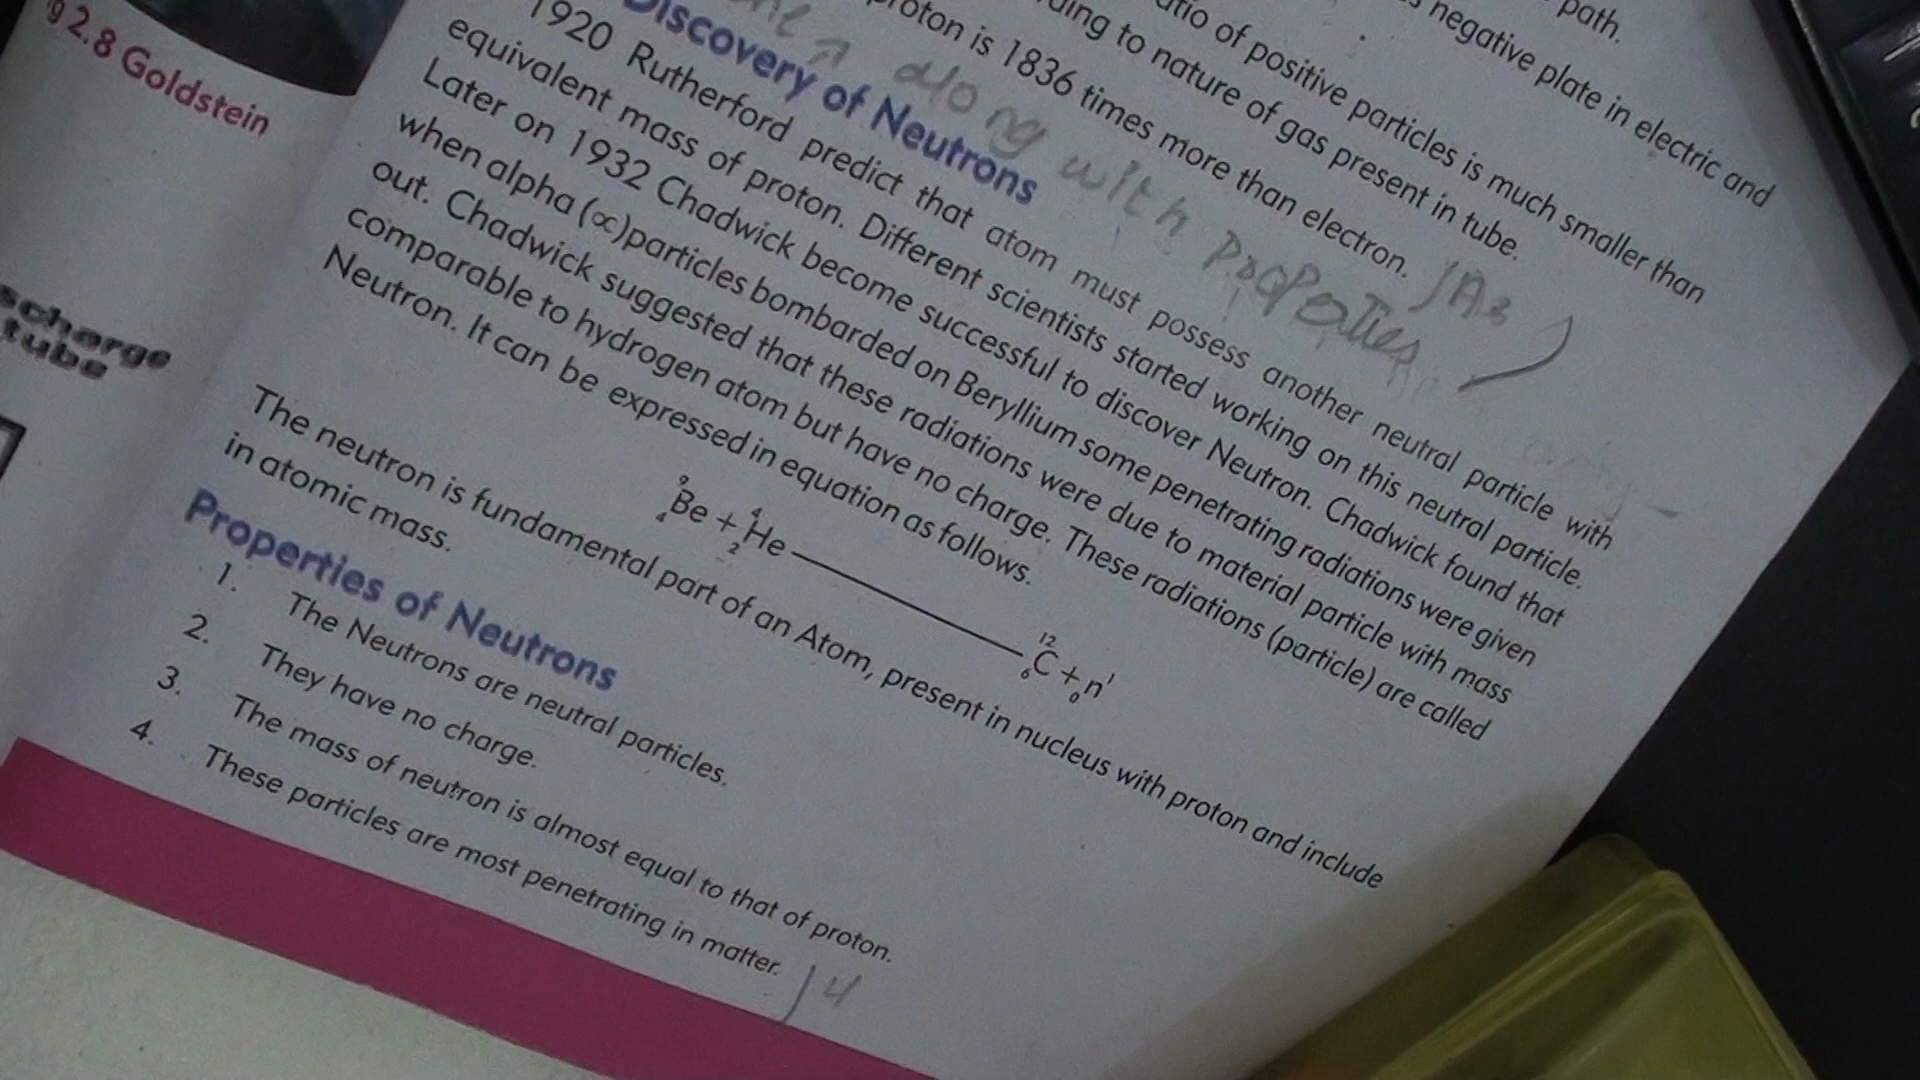 path.
negative plate in electric and
of positive particles is much smaller than
to nature of gas present in tube.
proton is 1836 times more than electron.
along with
Discovery of Neutrons
1920 Rutherford predict that atom must possess another neutral particle with
equivalent mass of proton. Different scientists started working on this neutral particle.
Later on 1932 Chadwick become successful to discover Neutron. Chadwick found that
when alpha (∝)particles bombarded on Beryllium some penetrating radiations were given
out. Chadwick suggested that these radiations were due to material particle with mass
comparable to hydrogen atom but have no charge. These radiations (particle) are called
Neutron. It can be expressed in equation as follows.
⁹₄Be + ⁴₂He —— ¹²₆C + ₀n¹
The neutron is fundamental part of an Atom, present in nucleus with proton and include
in atomic mass.
Properties of Neutrons
1. The Neutrons are neutral particles.
2. They have no charge.
3. The mass of neutron is almost equal to that of proton.
4. These particles are most penetrating in matter.
2.8 Goldstein
tube